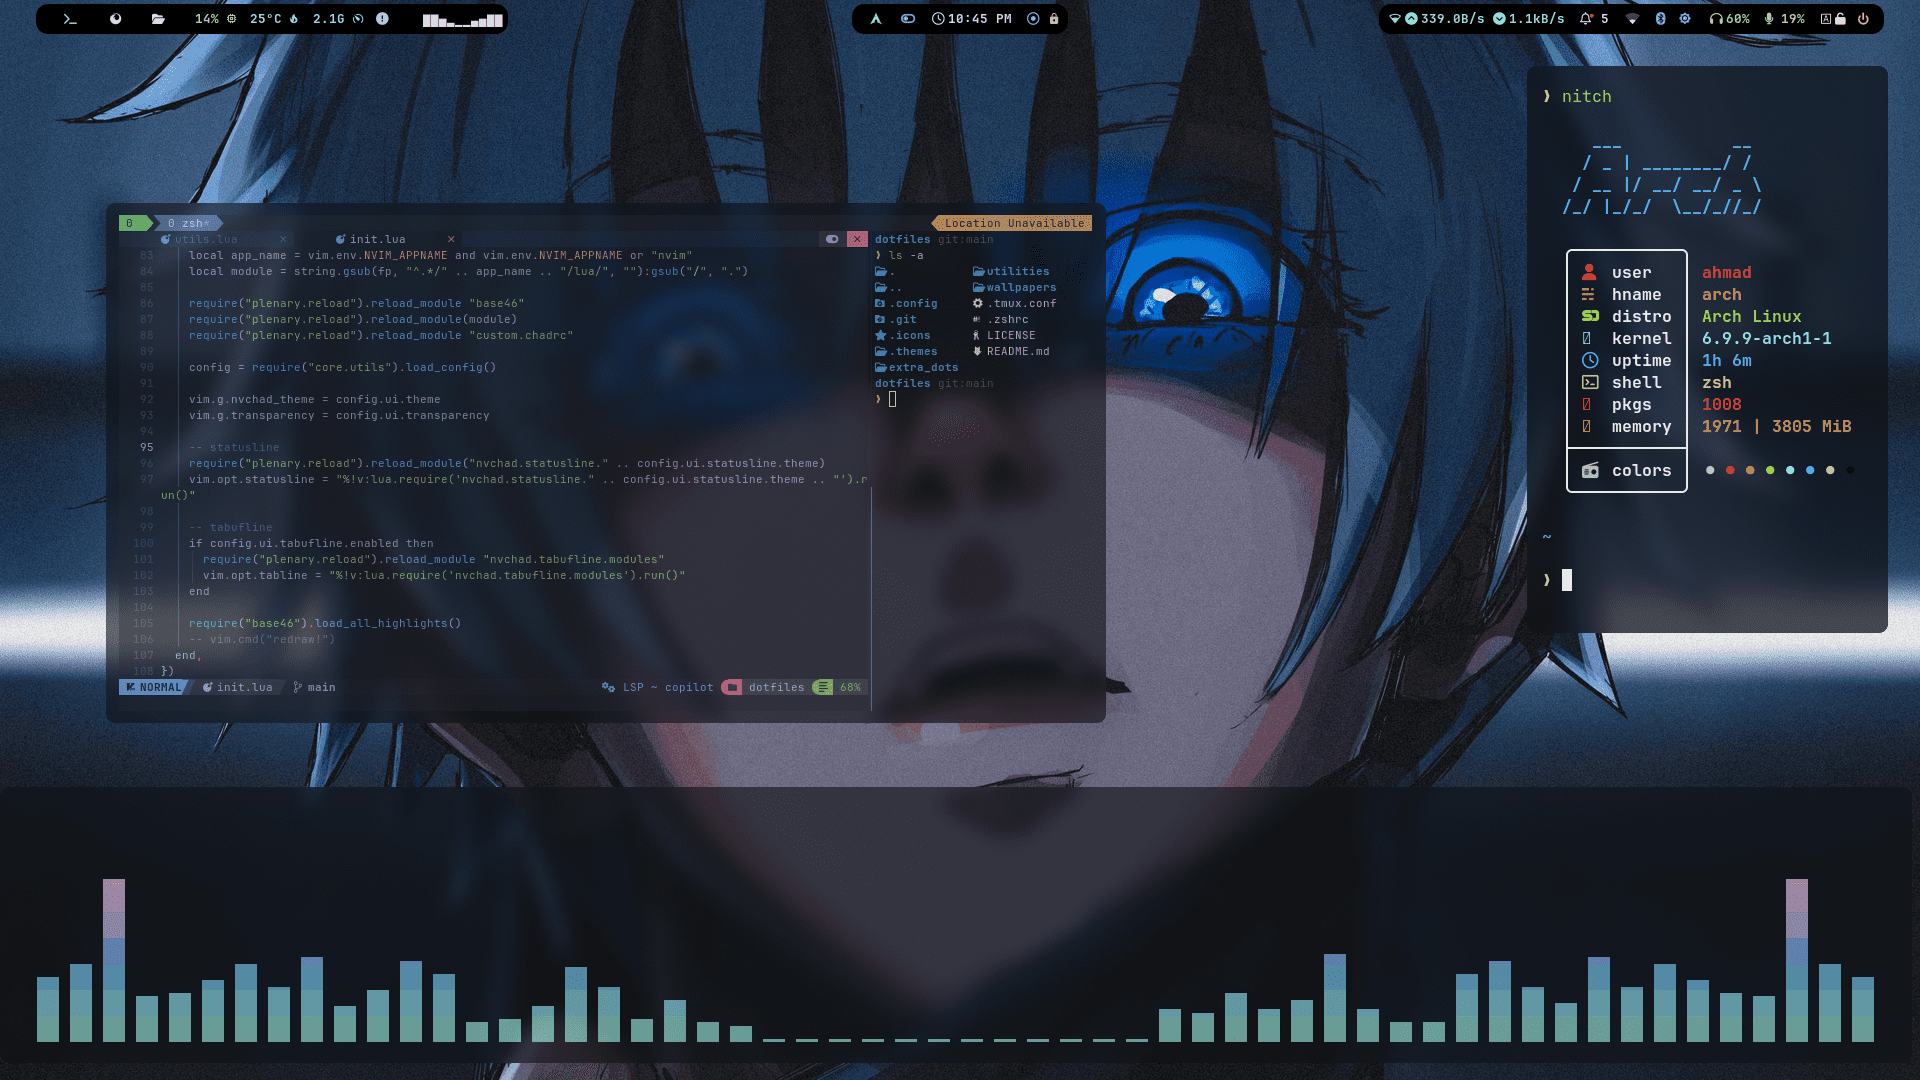 14% 25°C 2.1G
10:45 PM
339.0B/s 1.1kB/s 5 60% 19%
0 0 zsh* Location Unavailable
utils.lua × init.lua ×
83 local app_name = vim.env.NVIM_APPNAME and vim.env.NVIM_APPNAME or "nvim"
84 local module = string.gsub(fp, "^.*/" .. app_name .. "/lua/", ""):gsub("/", ".")
85
86 require("plenary.reload").reload_module "base46"
87 require("plenary.reload").reload_module(module)
88 require("plenary.reload").reload_module "custom.chadrc"
89
90 config = require("core.utils").load_config()
91
92 vim.g.nvchad_theme = config.ui.theme
93 vim.g.transparency = config.ui.transparency
94
95 -- statusline
96 require("plenary.reload").reload_module("nvchad.statusline." .. config.ui.statusline.theme)
97 vim.opt.statusline = "%!v:lua.require('nvchad.statusline." .. config.ui.statusline.theme .. "').r
un()"
98
99 -- tabufline
100 if config.ui.tabufline.enabled then
101 require("plenary.reload").reload_module "nvchad.tabufline.modules"
102 vim.opt.tabline = "%!v:lua.require('nvchad.tabufline.modules').run()"
103 end
104
105 require("base46").load_all_highlights()
106 -- vim.cmd("redraw!")
107 end,
108 })
NORMAL init.lua main LSP ~ copilot dotfiles 68%
dotfiles git:main
❯ ls -a
. utilities
.. wallpapers
.config .tmux.conf
.git .zshrc
.icons LICENSE
.themes README.md
extra_dots
dotfiles git:main
❯
❯ nitch
user ahmad
hname arch
distro Arch Linux
kernel 6.9.9-arch1-1
uptime 1h 6m
shell zsh
pkgs 1008
memory 1971 | 3805 MiB
colors
~
❯